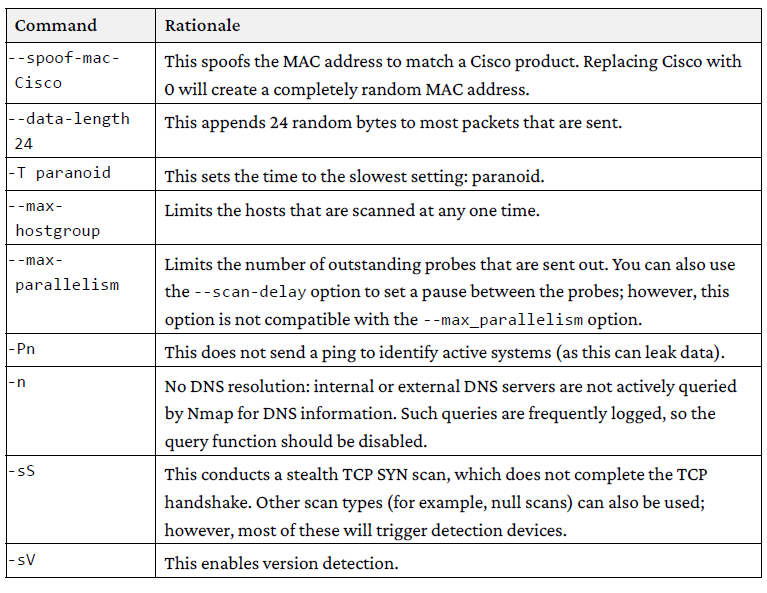 Command Rationale
--spoof-mac-
Cisco
This spoofs the MAC address to match a Cisco product. Replacing Cisco with
0 will create a completely random MAC address.
--data-length
24
This appends 24 random bytes to most packets that are sent.
-T paranoid
This sets the time to the slowest setting: paranoid.
--max-
hostgroup
Limits the hosts that are scanned at any one time.
--max-
parallelism
Limits the number of outstanding probes that are sent out. You can also use
the --scan-delay option to set a pause between the probes; however, this
option is not compatible with the --max_parallelism option.
-Pn
This does not send a ping to identify active systems (as this can leak data).
-n
No DNS resolution: internal or external DNS servers are not actively queried
by Nmap for DNS information. Such queries are frequently logged, so the
query function should be disabled.
-sS
This conducts a stealth TCP SYN scan, which does not complete the TCP
handshake. Other scan types (for example, null scans) can also be used;
however, most of these will trigger detection devices.
-sV
This enables version detection.